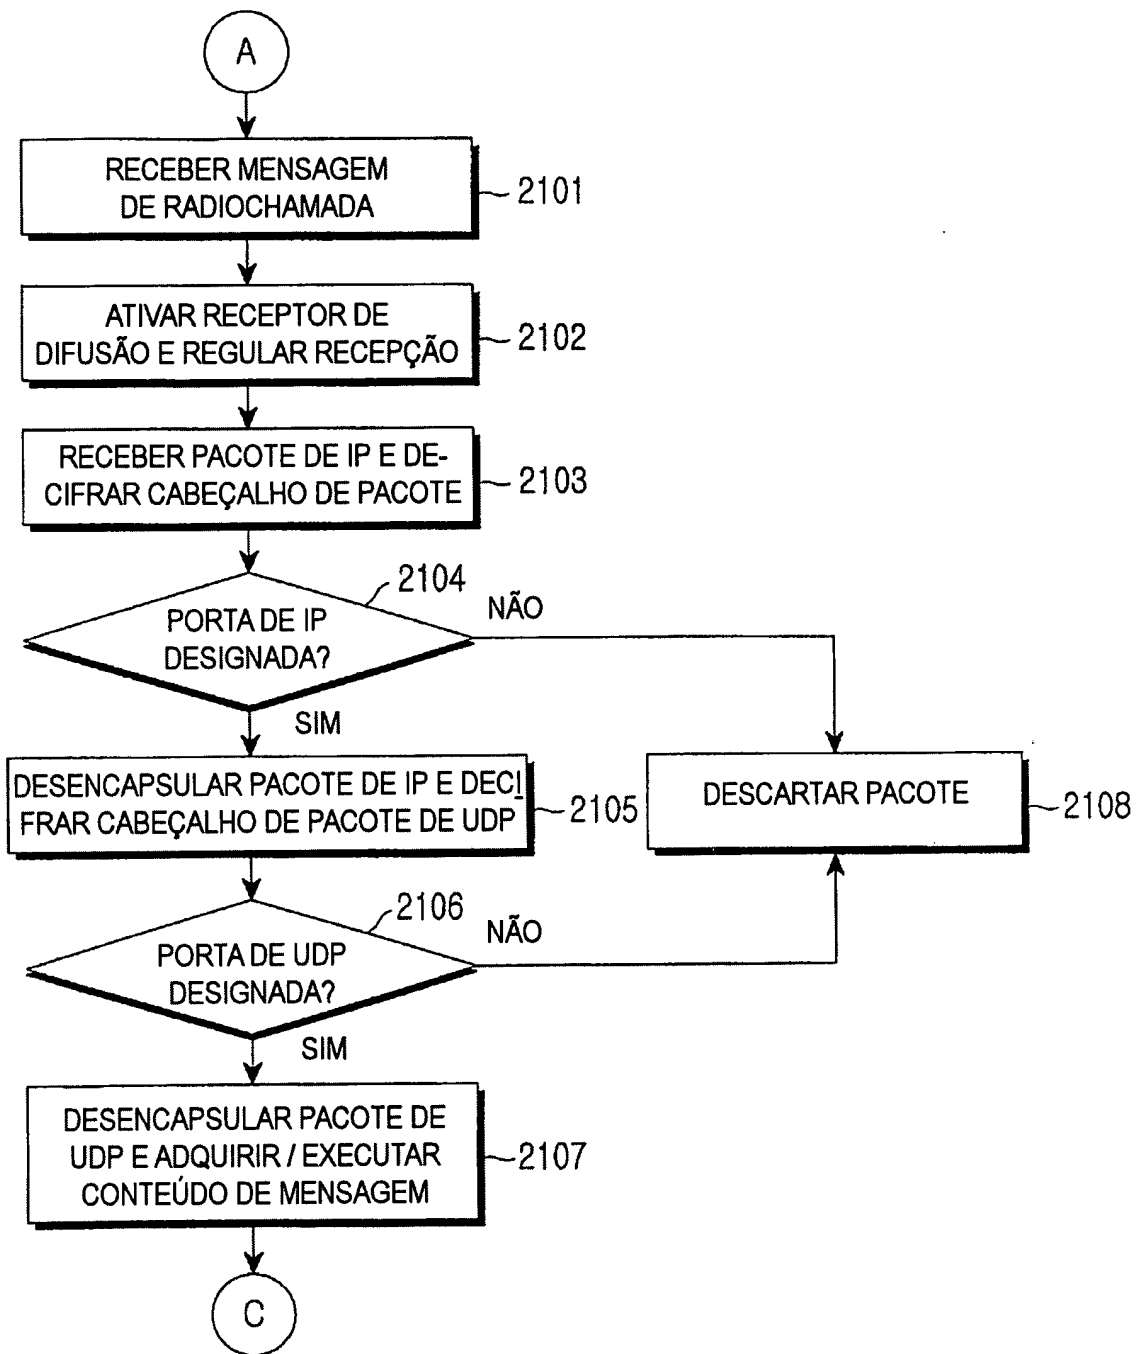 A
RECEBER MENSAGEM
DE RADIOCHAMADA
2101
ATIVAR RECEPTOR DE
DIFUSÃO E REGULAR RECEPÇÃO
2102
RECEBER PACOTE DE IP E DE-
CIFRAR CABEÇALHO DE PACOTE
2103
2104
PORTA DE IP
DESIGNADA?
NÃO
SIM
DESENCAPSULAR PACOTE DE IP E DECI
FRAR CABEÇALHO DE PACOTE DE UDP
2105
DESCARTAR PACOTE
2108
2106
PORTA DE UDP
DESIGNADA?
NÃO
SIM
DESENCAPSULAR PACOTE DE
UDP E ADQUIRIR / EXECUTAR
CONTEÚDO DE MENSAGEM
2107
C